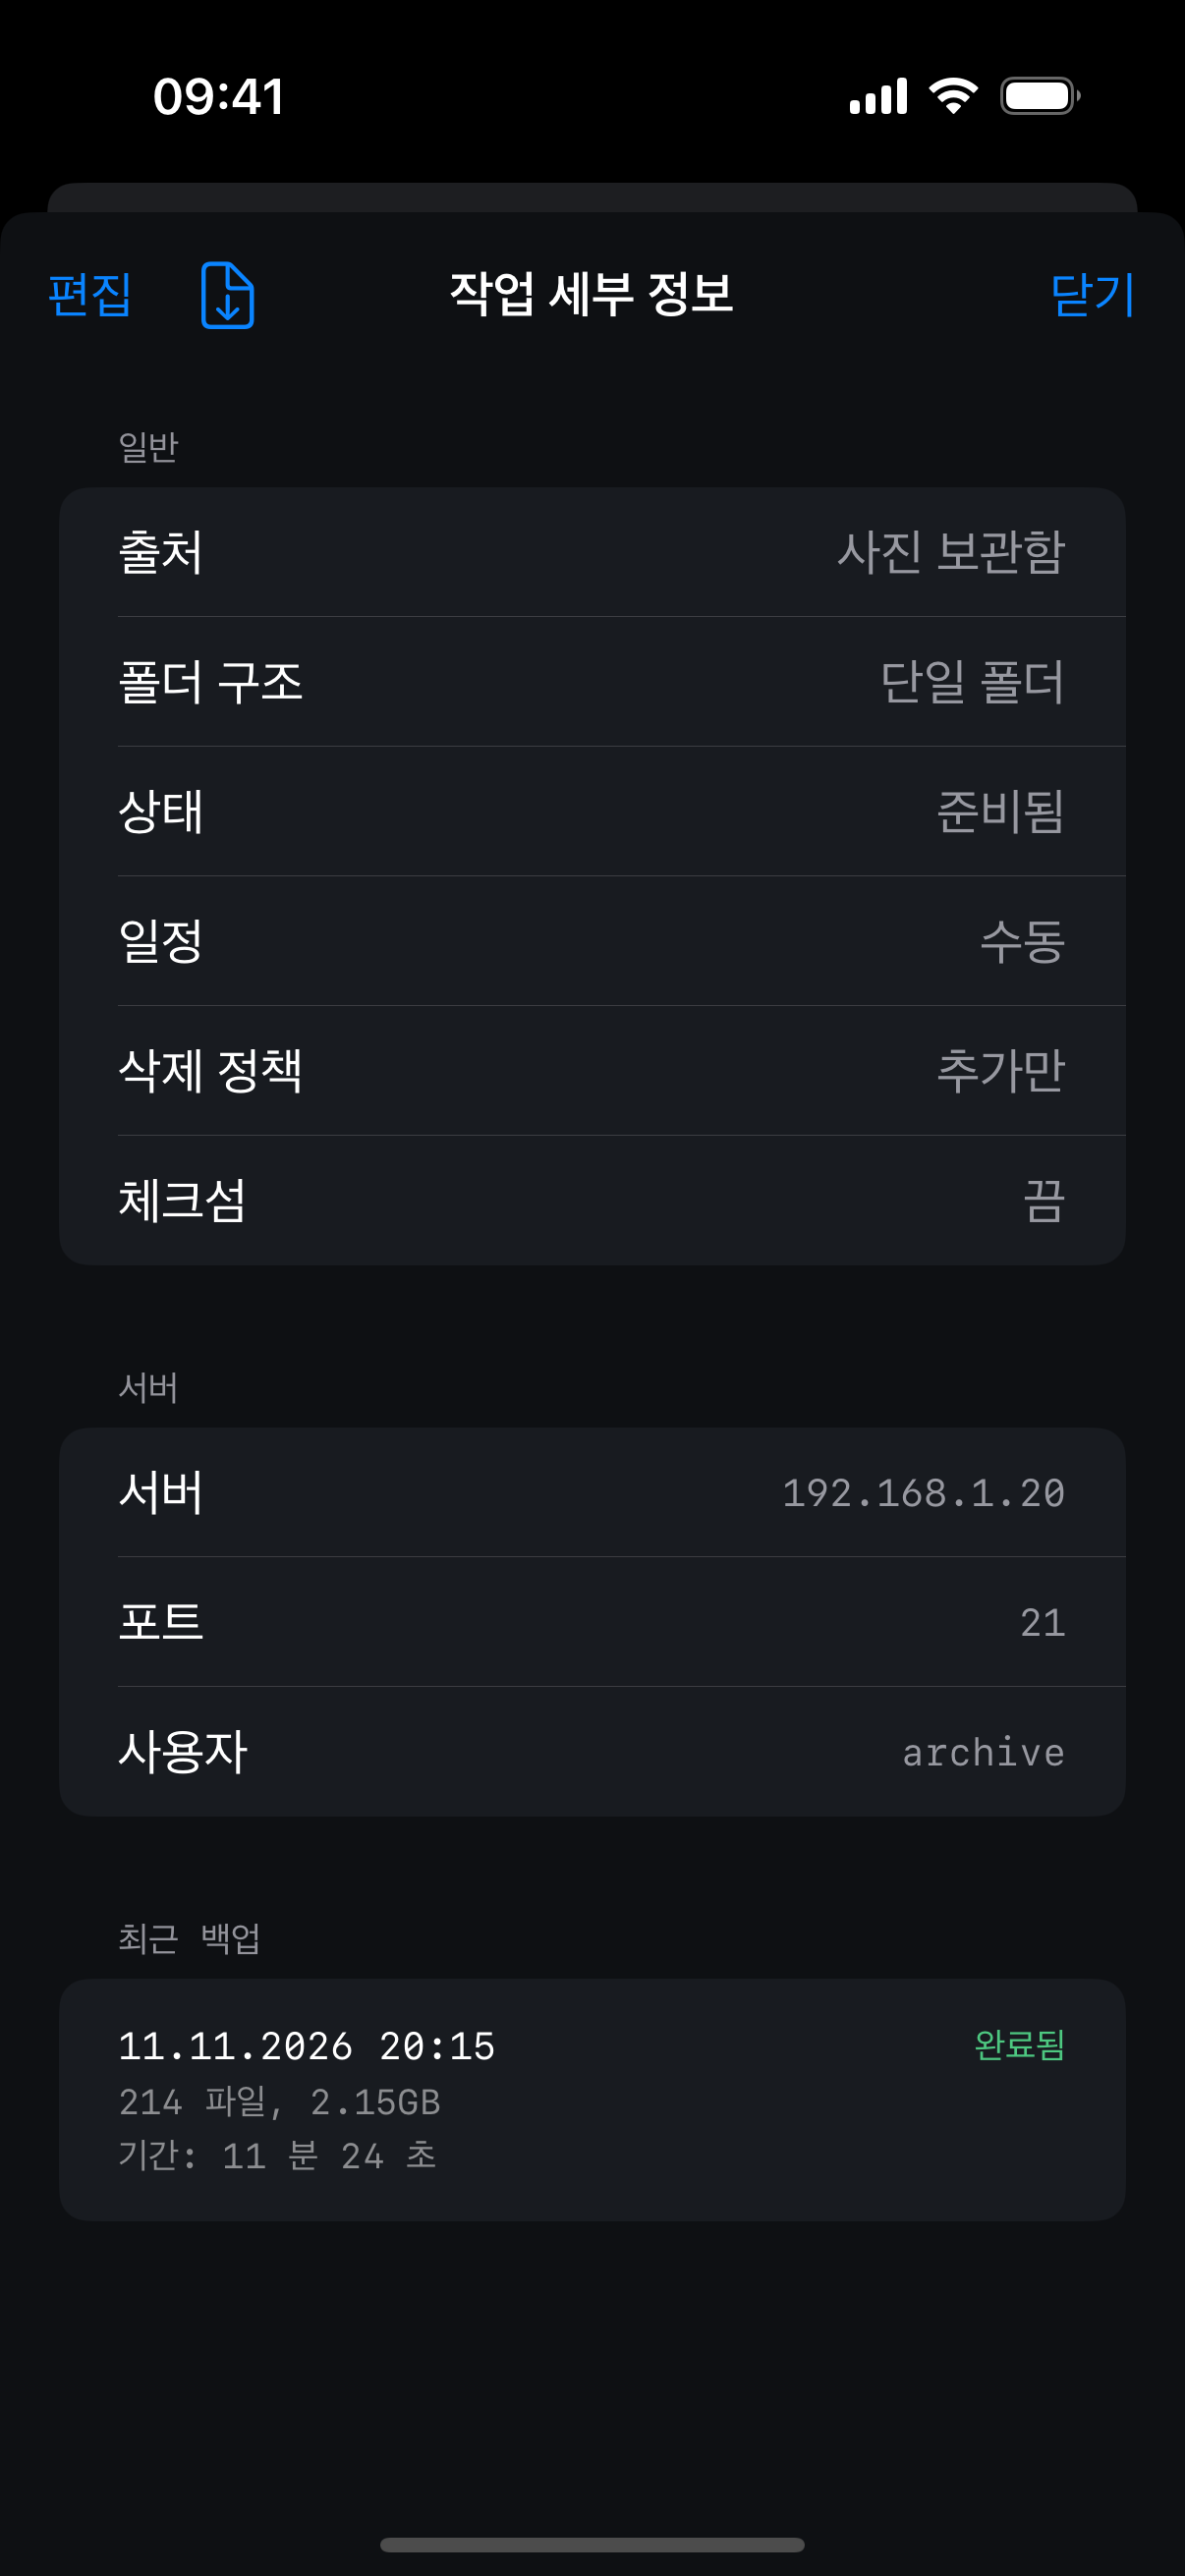 09:41
편집
작업 세부 정보
닫기
일반
출처 사진 보관함
폴더 구조 단일 폴더
상태 준비됨
일정 수동
삭제 정책 추가만
체크섬 끔
서버
서버 192.168.1.20
포트 21
사용자 archive
최근 백업
11.11.2026 20:15 완료됨
214 파일, 2.15GB
기간: 11 분 24 초